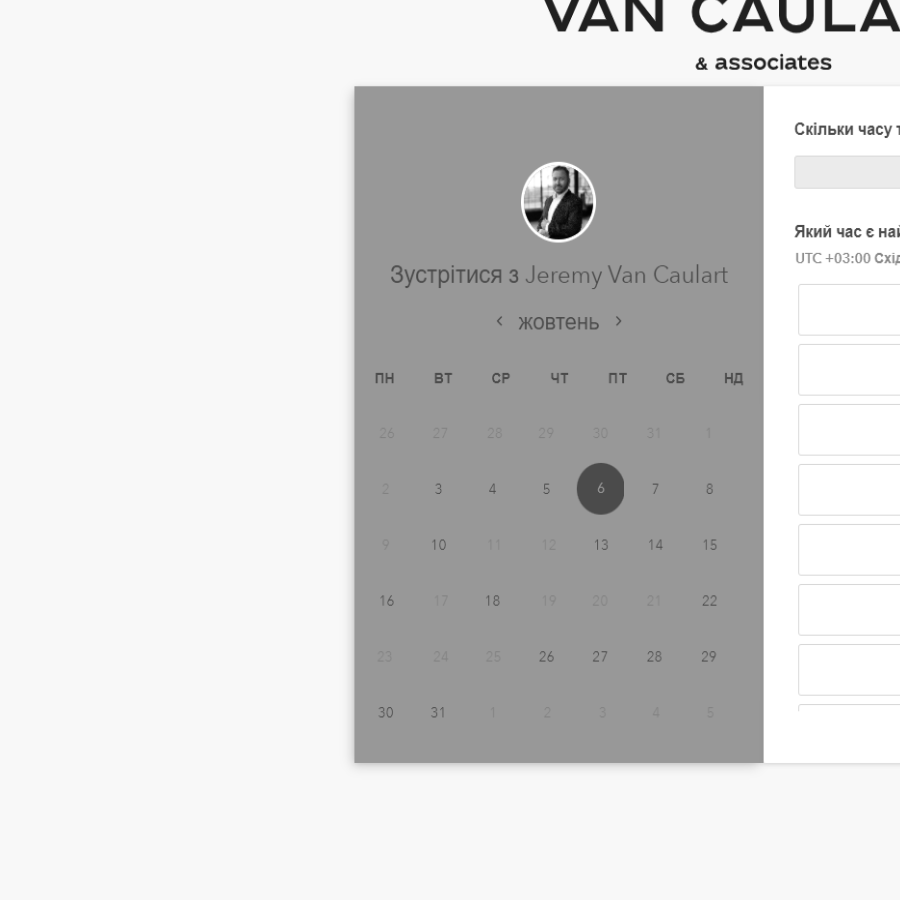 VAN CAULA
& associates
Скільки часу т
Який час є най
UTC +03:00 Схід
Зустрітися з Jeremy Van Caulart
жовтень
ПН ВТ СР ЧТ ПТ СБ НД
26 27 28 29 30 31 1
2 3 4 5 6 7 8
9 10 11 12 13 14 15
16 17 18 19 20 21 22
23 24 25 26 27 28 29
30 31 1 2 3 4 5